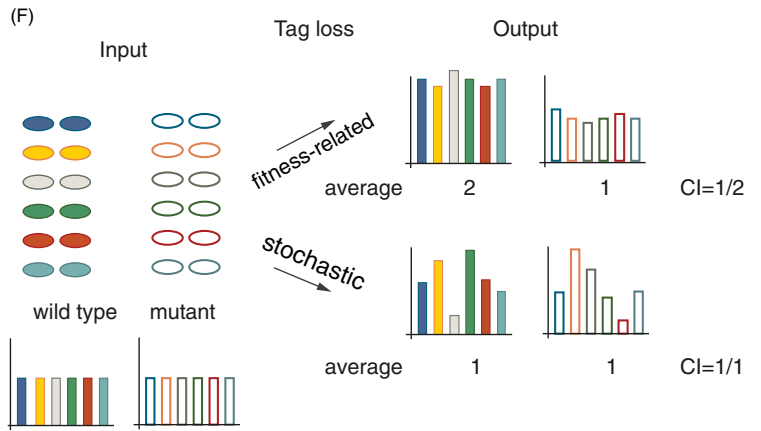 (F)
Input
Tag loss
Output
fitness-related
average 2 1 CI=1/2
stochastic
wild type mutant
average 1 1 CI=1/1